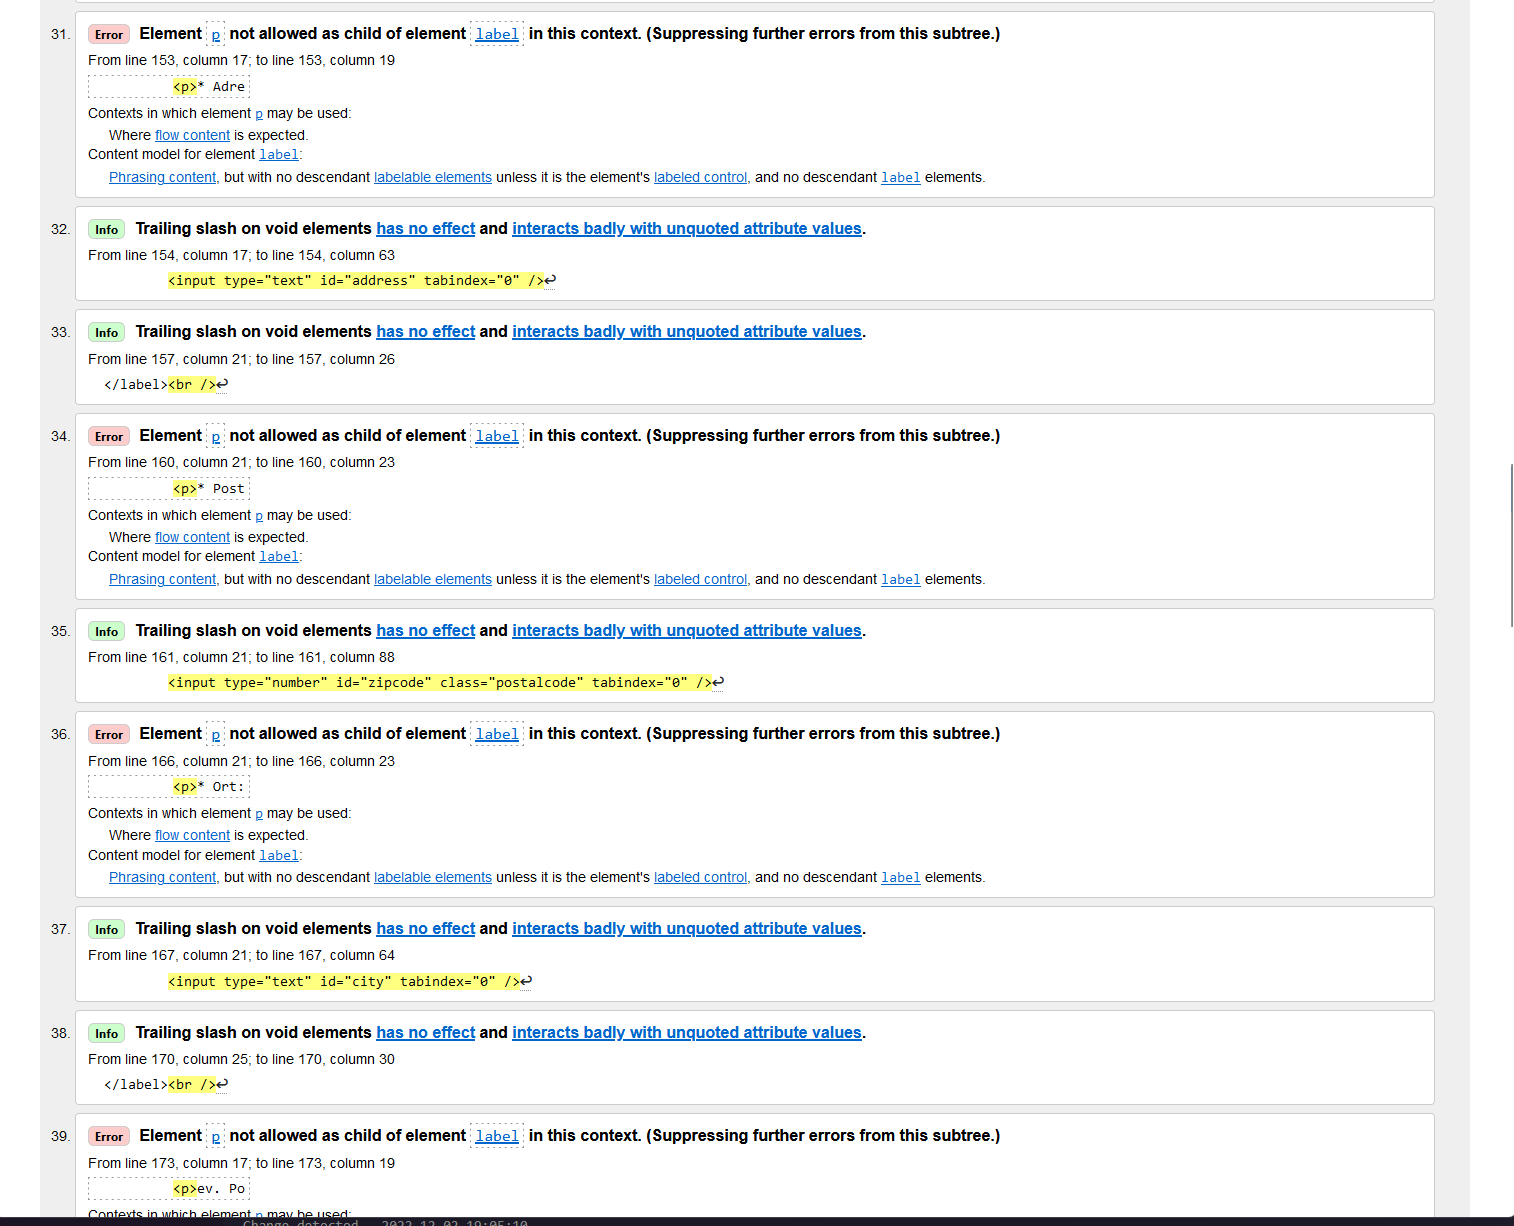 31. Error Element p not allowed as child of element label in this context. (Suppressing further errors from this subtree.)
From line 153, column 17; to line 153, column 19
<p>* Adre
Contexts in which element p may be used:
Where flow content is expected.
Content model for element label:
Phrasing content, but with no descendant labelable elements unless it is the element's labeled control, and no descendant label elements.
32. Info Trailing slash on void elements has no effect and interacts badly with unquoted attribute values.
From line 154, column 17; to line 154, column 63
<input type="text" id="address" tabindex="0" />↩
33. Info Trailing slash on void elements has no effect and interacts badly with unquoted attribute values.
From line 157, column 21; to line 157, column 26
</label><br />↩
34. Error Element p not allowed as child of element label in this context. (Suppressing further errors from this subtree.)
From line 160, column 21; to line 160, column 23
<p>* Post
Contexts in which element p may be used:
Where flow content is expected.
Content model for element label:
Phrasing content, but with no descendant labelable elements unless it is the element's labeled control, and no descendant label elements.
35. Info Trailing slash on void elements has no effect and interacts badly with unquoted attribute values.
From line 161, column 21; to line 161, column 88
<input type="number" id="zipcode" class="postalcode" tabindex="0" />↩
36. Error Element p not allowed as child of element label in this context. (Suppressing further errors from this subtree.)
From line 166, column 21; to line 166, column 23
<p>* Ort:
Contexts in which element p may be used:
Where flow content is expected.
Content model for element label:
Phrasing content, but with no descendant labelable elements unless it is the element's labeled control, and no descendant label elements.
37. Info Trailing slash on void elements has no effect and interacts badly with unquoted attribute values.
From line 167, column 21; to line 167, column 64
<input type="text" id="city" tabindex="0" />↩
38. Info Trailing slash on void elements has no effect and interacts badly with unquoted attribute values.
From line 170, column 25; to line 170, column 30
</label><br />↩
39. Error Element p not allowed as child of element label in this context. (Suppressing further errors from this subtree.)
From line 173, column 17; to line 173, column 19
<p>ev. Po
Contexts in which element p may be used:
Change detected 2022-12-02 19:05:10